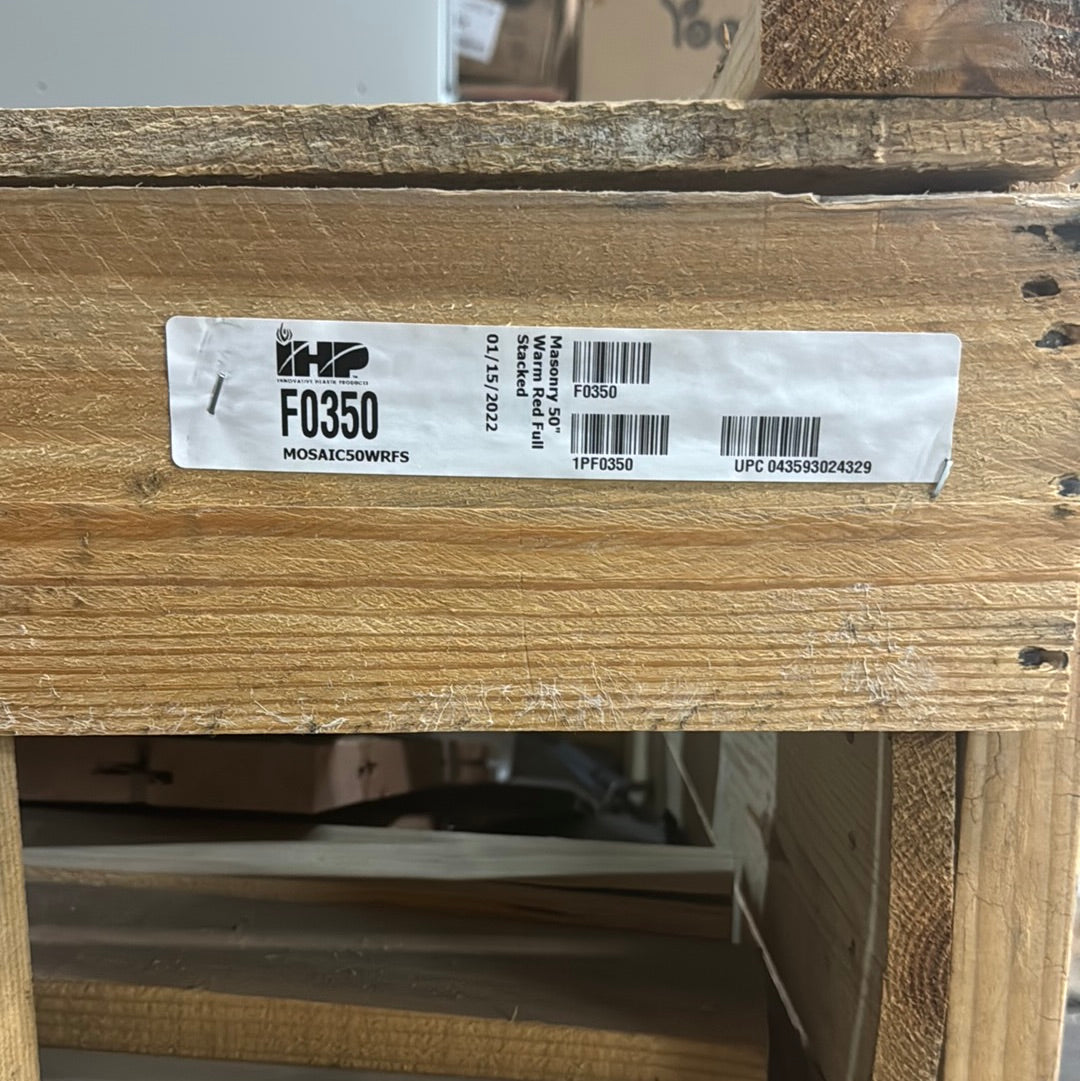 IHP
INNOVATIVE HEARTH PRODUCTS
F0350
MOSAIC50WRFS
Masonry 50"
Warm Red Full
Stacked
01/15/2022
F0350
1PF0350
UPC 043593024329